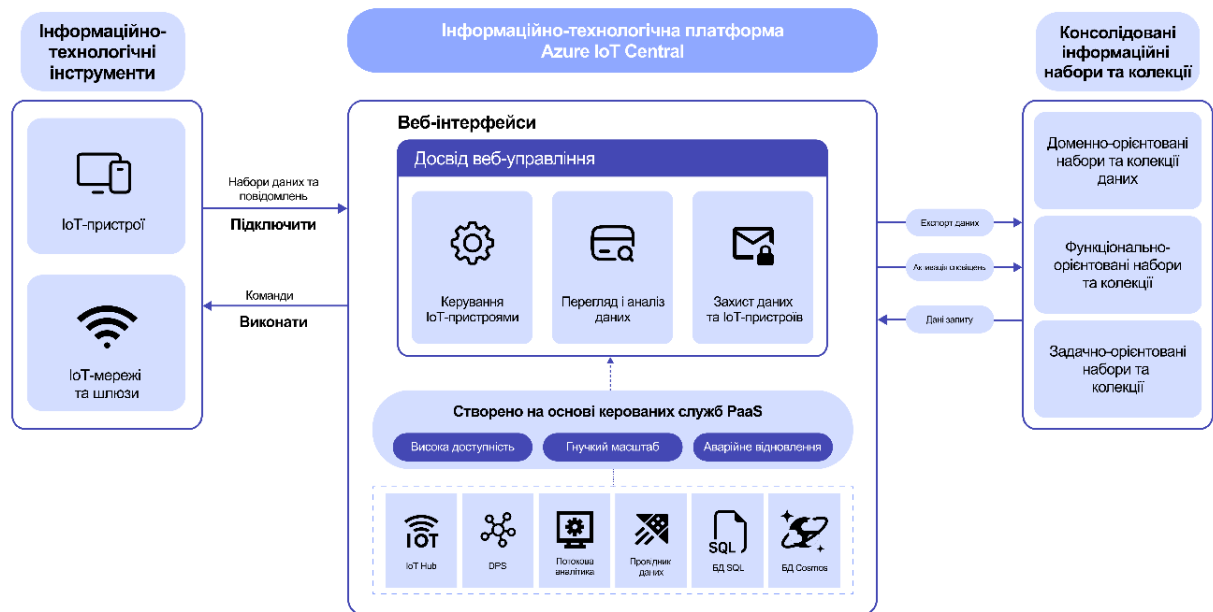 Інформаційно-
технологічні
інструменти
IoT-пристрої
IoT-мережі
та шлюзи
Набори даних та
повідомлень
Підключити
Команди
Виконати
Інформаційно-технологічна платформа
Azure IoT Central
Веб-інтерфейси
Досвід веб-управління
Керування
IoT-пристроями
Перегляд і аналіз
даних
Захист даних
та IoT-пристроїв
Створено на основі керованих служб PaaS
Висока доступність
Гнучкий масштаб
Аварійне відновлення
IOT
IoT Hub
DPS
Потокова
аналітика
Провідник
даних
SQL
БД SQL
БД Cosmos
Експорт даних
Активація сповіщень
Дані запиту
Консолідовані
інформаційні
набори та колекції
Доменно-орієнтовані
набори та колекції
даних
Функціонально-
орієнтовані набори
та колекції
Задачно-орієнтовані
набори та
колекції